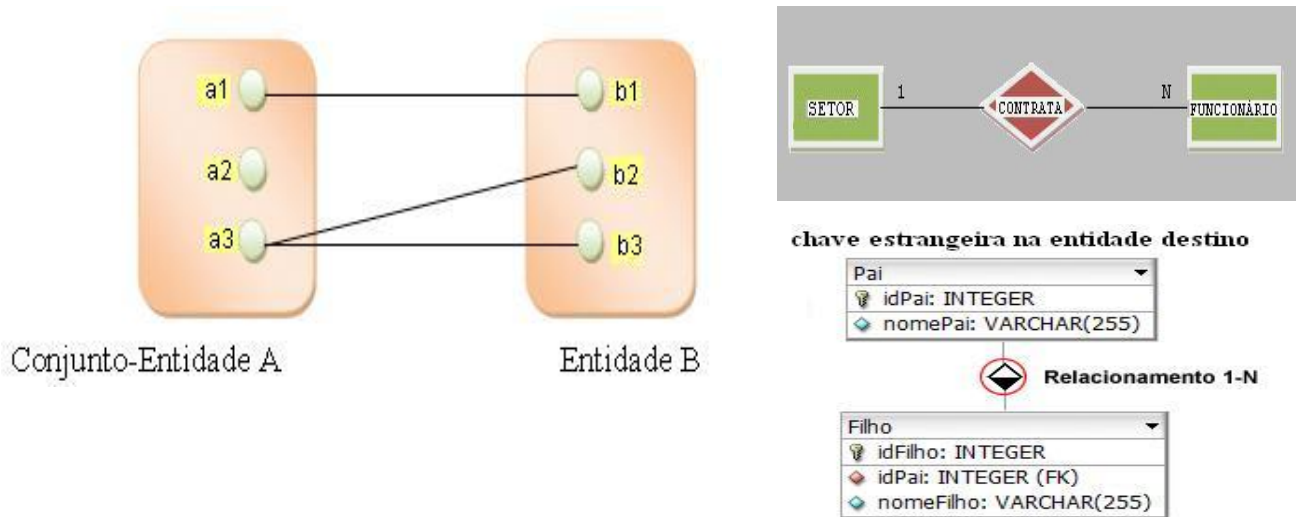 a1
b1
a2
b2
a3
b3
Conjunto-Entidade A
Entidade B
SETOR
1
CONTRATA
N
FUNCIONÁRIO
chave estrangeira na entidade destino
Pai
idPai: INTEGER
nomePai: VARCHAR(255)
Relacionamento 1-N
Filho
idFilho: INTEGER
idPai: INTEGER (FK)
nomeFilho: VARCHAR(255)